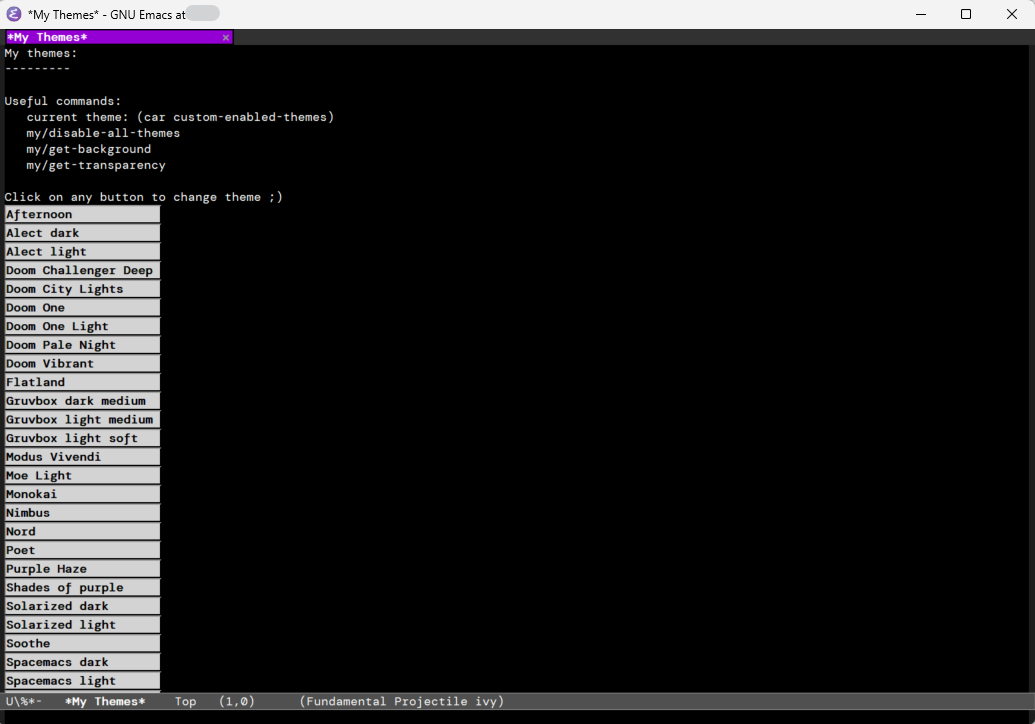 *My Themes* - GNU Emacs at
*My Themes* ×
My themes:
---------
Useful commands:
current theme: (car custom-enabled-themes)
my/disable-all-themes
my/get-background
my/get-transparency
Click on any button to change theme ;)
Afternoon
Alect dark
Alect light
Doom Challenger Deep
Doom City Lights
Doom One
Doom One Light
Doom Pale Night
Doom Vibrant
Flatland
Gruvbox dark medium
Gruvbox light medium
Gruvbox light soft
Modus Vivendi
Moe Light
Monokai
Nimbus
Nord
Poet
Purple Haze
Shades of purple
Solarized dark
Solarized light
Soothe
Spacemacs dark
Spacemacs light
U\%*- *My Themes* Top (1,0) (Fundamental Projectile ivy)